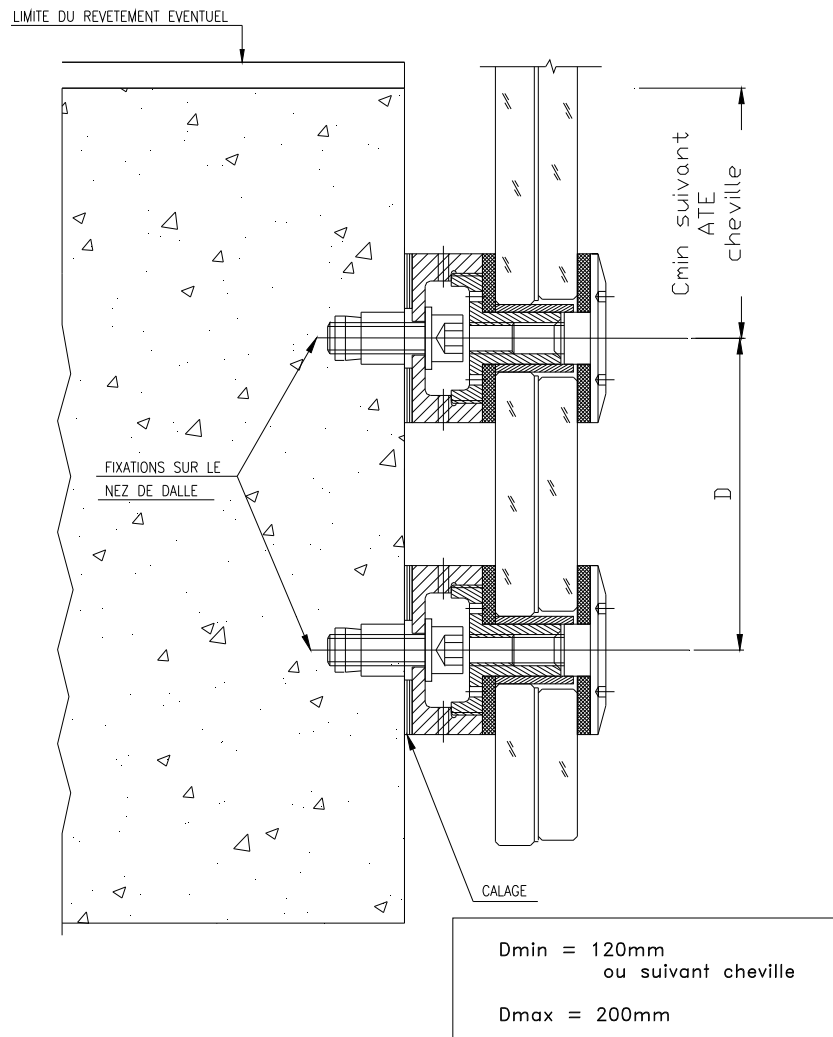 LIMITE DU REVETEMENT EVENTUEL
Cmin suivant
ATE
cheville
FIXATIONS SUR LE
NEZ DE DALLE
D
CALAGE
Dmin = 120mm
ou suivant cheville
Dmax = 200mm